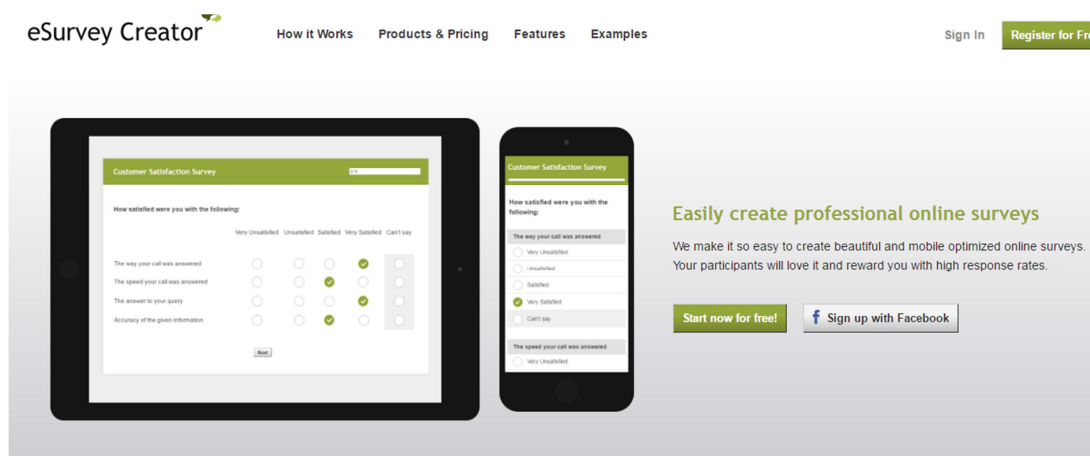 eSurvey Creator
How it Works Products & Pricing Features Examples
Sign In Register for Fre
Customer Satisfaction Survey
How satisfied were you with the following:
Very Unsatisfied Unsatisfied Satisfied Very Satisfied Can't say
The way your call was answered
The speed your call was answered
The answer to your query
Accuracy of the given information
Next
Customer Satisfaction Survey
How satisfied were you with the
following:
The way your call was answered
Very Unsatisfied
Unsatisfied
Satisfied
Very Satisfied
Can't say
The speed your call was answered
Very Unsatisfied
Easily create professional online surveys
We make it so easy to create beautiful and mobile optimized online surveys.
Your participants will love it and reward you with high response rates.
Start now for free! f Sign up with Facebook